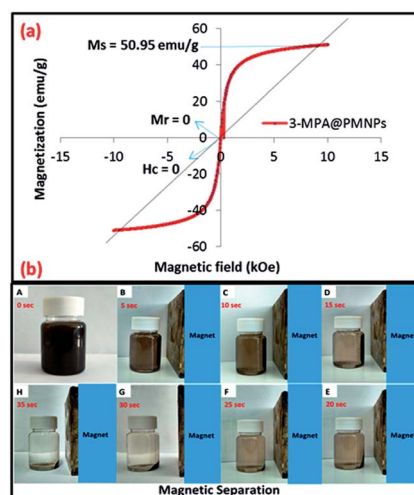 (a)
Ms = 50.95 emu/g
Mr = 0
Hc = 0
3-MPA@PMNPs
Magnetization (emu/g)
60
40
20
0
-20
-40
-60
-15
-10
-5
0
5
10
15
Magnetic field (kOe)
(b)
A
0 sec
B
5 sec
Magnet
C
10 sec
Magnet
D
15 sec
Magnet
H
35 sec
Magnet
G
30 sec
Magnet
F
25 sec
Magnet
E
20 sec
Magnet
Magnetic Separation